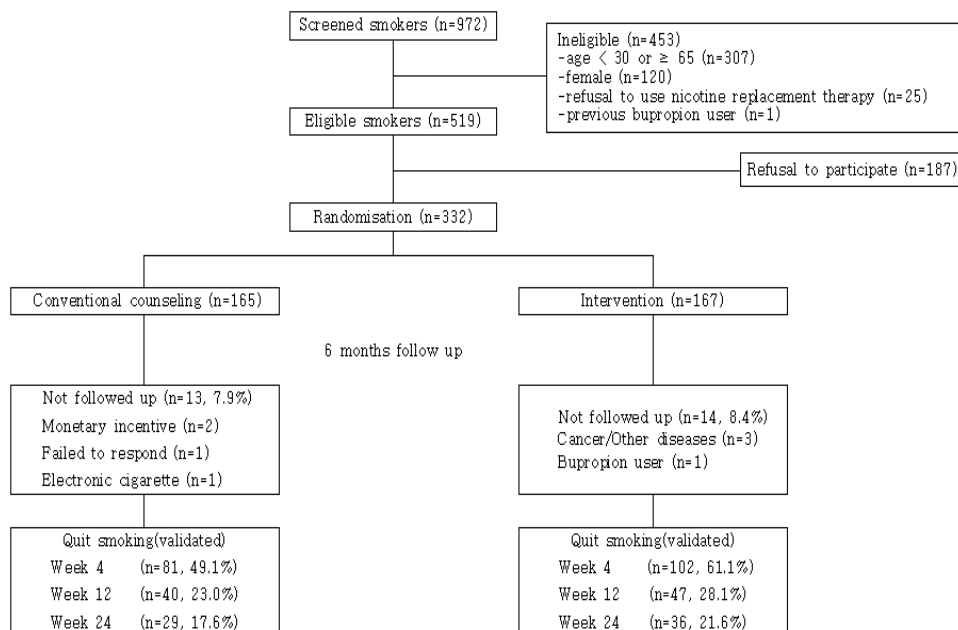 Screened smokers (n=972)
Ineligible (n=453)
-age < 30 or ≥ 65 (n=307)
-female (n=120)
-refusal to use nicotine replacement therapy (n=25)
-previous bupropion user (n=1)
Eligible smokers (n=519)
Refusal to participate (n=187)
Randomisation (n=332)
Conventional counseling (n=165)
Intervention (n=167)
6 months follow up
Not followed up (n=13, 7.9%)
Monetary incentive (n=2)
Failed to respond (n=1)
Electronic cigarette (n=1)
Not followed up (n=14, 8.4%)
Cancer/Other diseases (n=3)
Bupropion user (n=1)
Quit smoking(validated)
Week 4 (n=81, 49.1%)
Week 12 (n=40, 23.0%)
Week 24 (n=29, 17.6%)
Quit smoking(validated)
Week 4 (n=102, 61.1%)
Week 12 (n=47, 28.1%)
Week 24 (n=36, 21.6%)